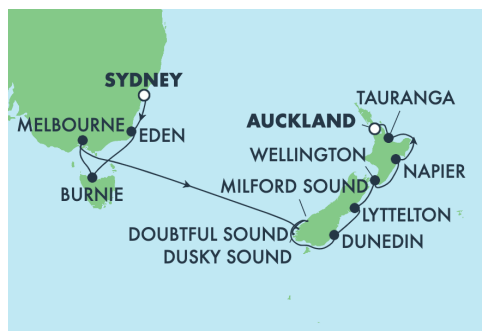 SYDNEY
MELBOURNE
EDEN
BURNIE
TAURANGA
AUCKLAND
WELLINGTON
NAPIER
MILFORD SOUND
LYTTELTON
DOUBTFUL SOUND
DUNEDIN
DUSKY SOUND